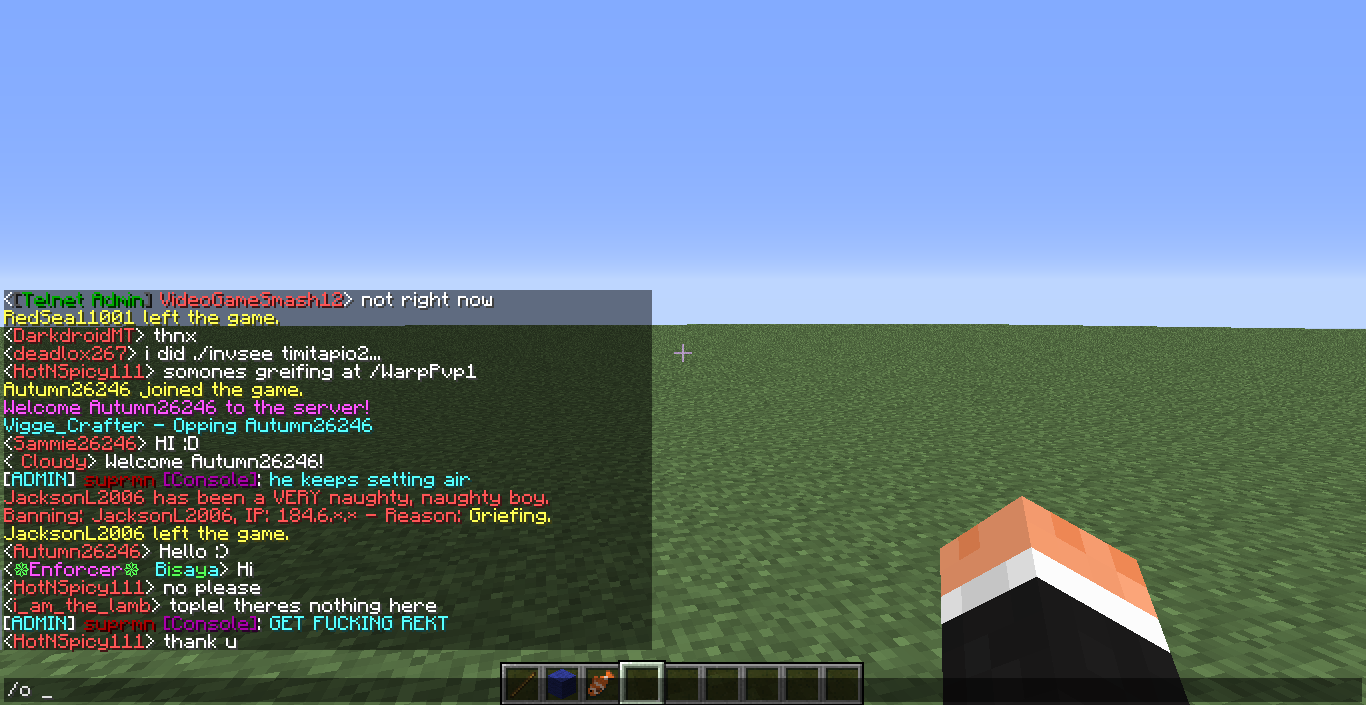 <[Telnet Admin] VideoGameSmash12> not right now
RedSea11001 left the game.
<DarkdroidMT> thnx
<deadlox267> i did ./invsee timitapio2...
<HotNSpicy111> somones greifing at /WarpPvp1
Autumn26246 joined the game.
Welcome Autumn26246 to the server!
Vigge_Crafter - Opping Autumn26246
<Sammie26246> HI :D
< Cloudy> Welcome Autumn26246!
[ADMIN] suprmn [Console]: he keeps setting air
JacksonL2006 has been a VERY naughty, naughty boy.
Banning: JacksonL2006, IP: 184.6.*.* - Reason: Griefing.
JacksonL2006 left the game.
<Autumn26246> Hello :)
<❊Enforcer❊ Bisaya> Hi
<HotNSpicy111> no please
<i_am_the_lamb> toplel theres nothing here
[ADMIN] suprmn [Console]: GET FUCKING REKT
<HotNSpicy111> thank u
/o _